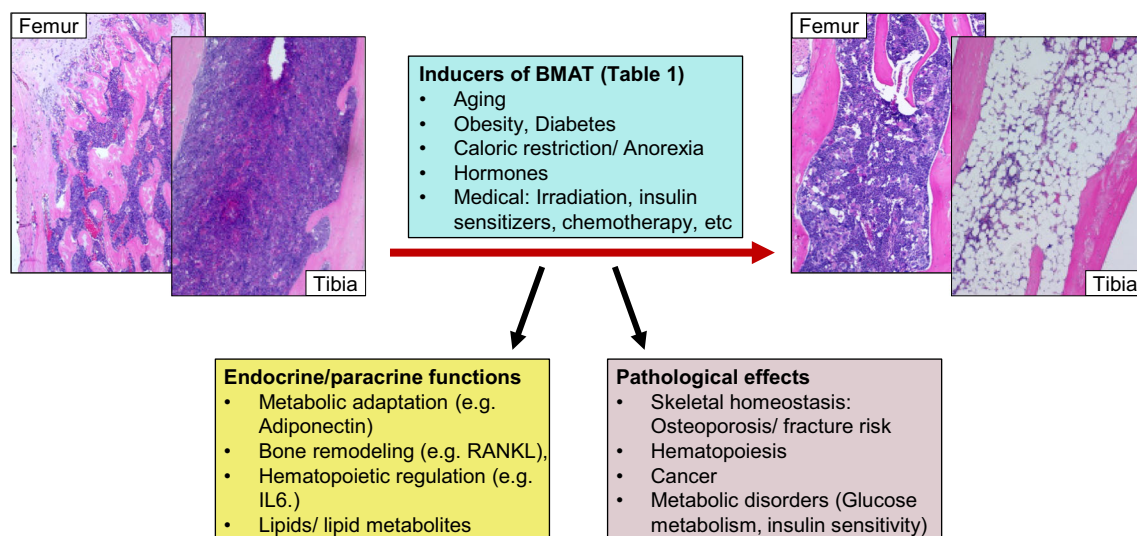 Femur
Tibia
Inducers of BMAT (Table 1)
• Aging
• Obesity, Diabetes
• Caloric restriction/ Anorexia
• Hormones
• Medical: Irradiation, insulin
sensitizers, chemotherapy, etc
Femur
Tibia
Endocrine/paracrine functions
• Metabolic adaptation (e.g.
Adiponectin)
• Bone remodeling (e.g. RANKL),
• Hematopoietic regulation (e.g.
IL6.)
• Lipids/ lipid metabolites
Pathological effects
• Skeletal homeostasis:
Osteoporosis/ fracture risk
• Hematopoiesis
• Cancer
• Metabolic disorders (Glucose
metabolism, insulin sensitivity)